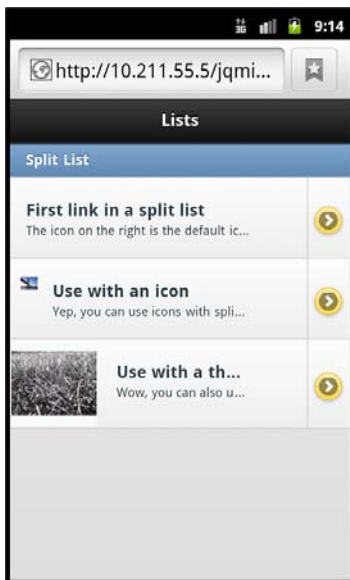 3G 9:14
http://10.211.55.5/jqmi...
Lists
Split List
First link in a split list
The icon on the right is the default ic...
Use with an icon
Yep, you can use icons with spli...
Use with a th...
Wow, you can also u...